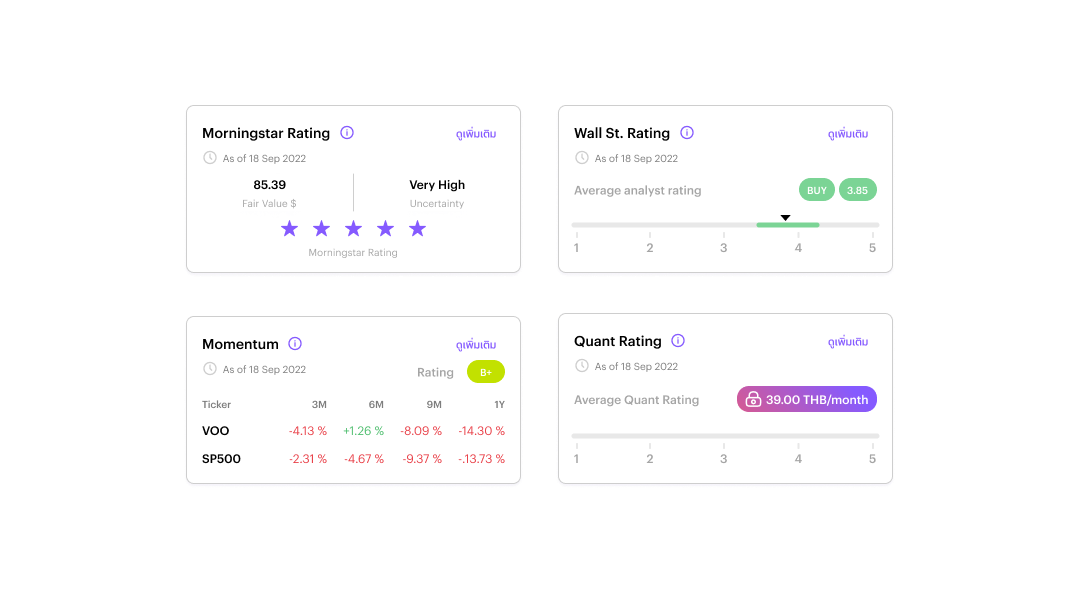 Morningstar Rating
ดูเพิ่มเติม
As of 18 Sep 2022
85.39
Very High
Fair Value $
Uncertainty
Morningstar Rating
Wall St. Rating
ดูเพิ่มเติม
As of 18 Sep 2022
Average analyst rating
BUY
3.85
1 2 3 4 5
Momentum
ดูเพิ่มเติม
As of 18 Sep 2022
Rating
B+
Ticker 3M 6M 9M 1Y
VOO -4.13 % +1.26 % -8.09 % -14.30 %
SP500 -2.31 % -4.67 % -9.37 % -.13.73 %
Quant Rating
ดูเพิ่มเติม
As of 18 Sep 2022
Average Quant Rating
39.00 THB/month
1 2 3 4 5